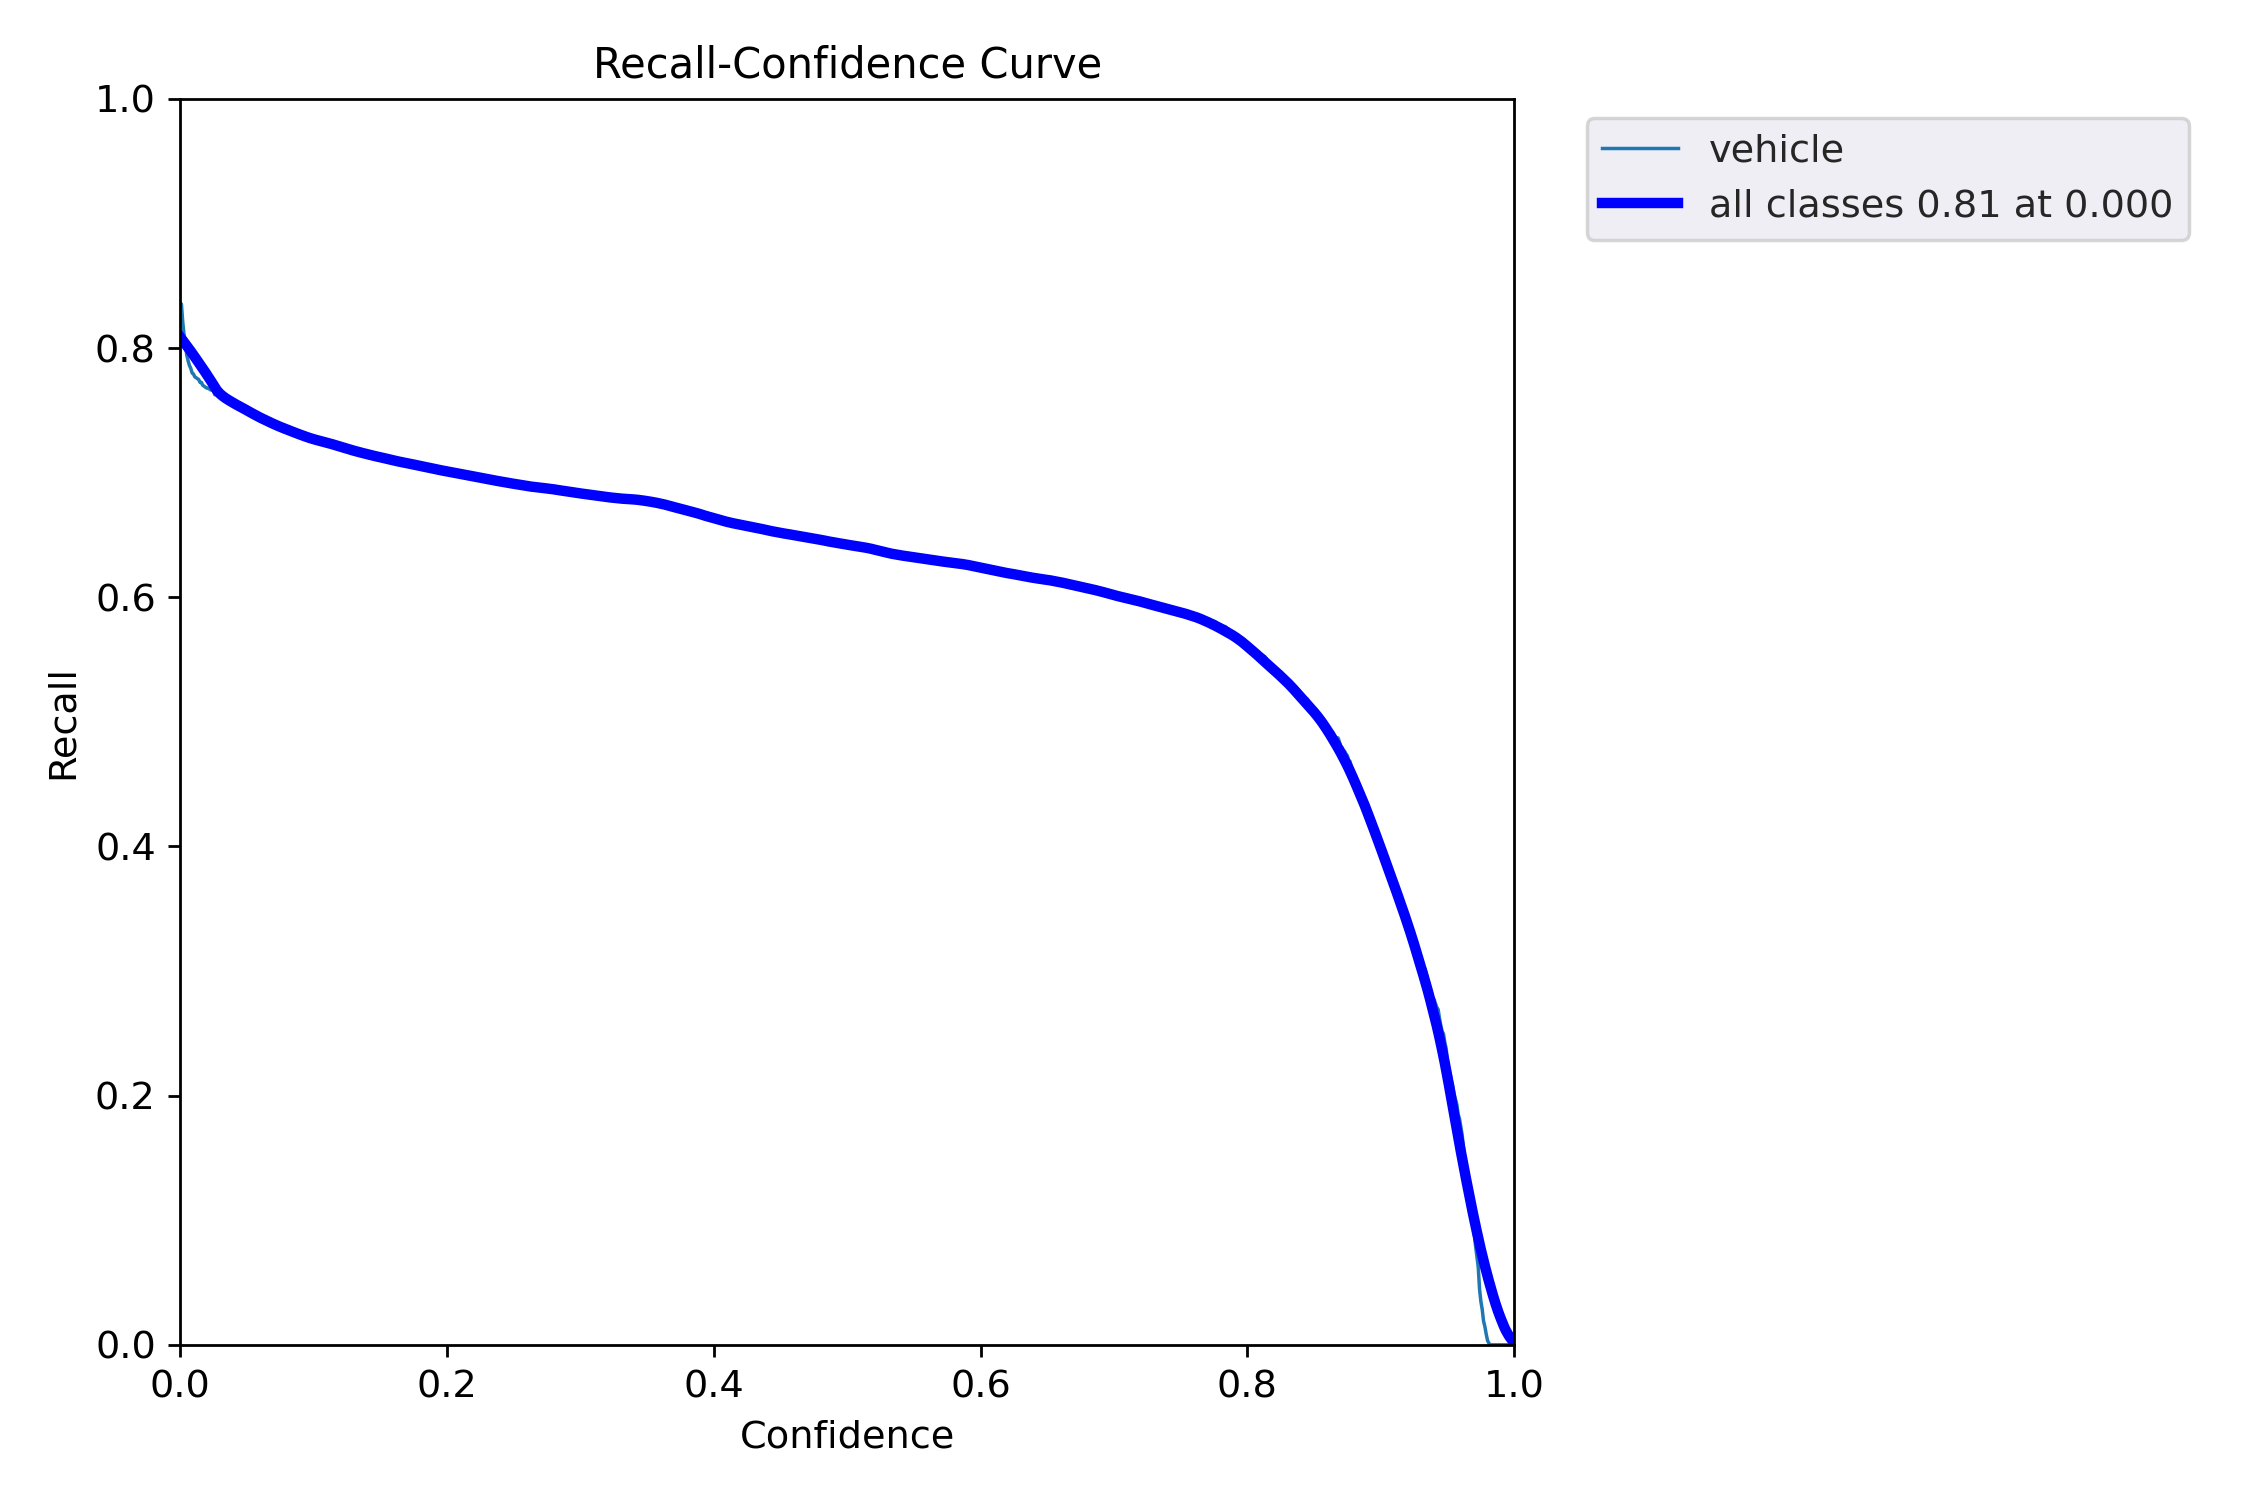 Recall-Confidence Curve
1.0
0.8
0.6
0.4
0.2
0.0
Recall
0.0 0.2 0.4 0.6 0.8 1.0
Confidence
vehicle
all classes 0.81 at 0.000